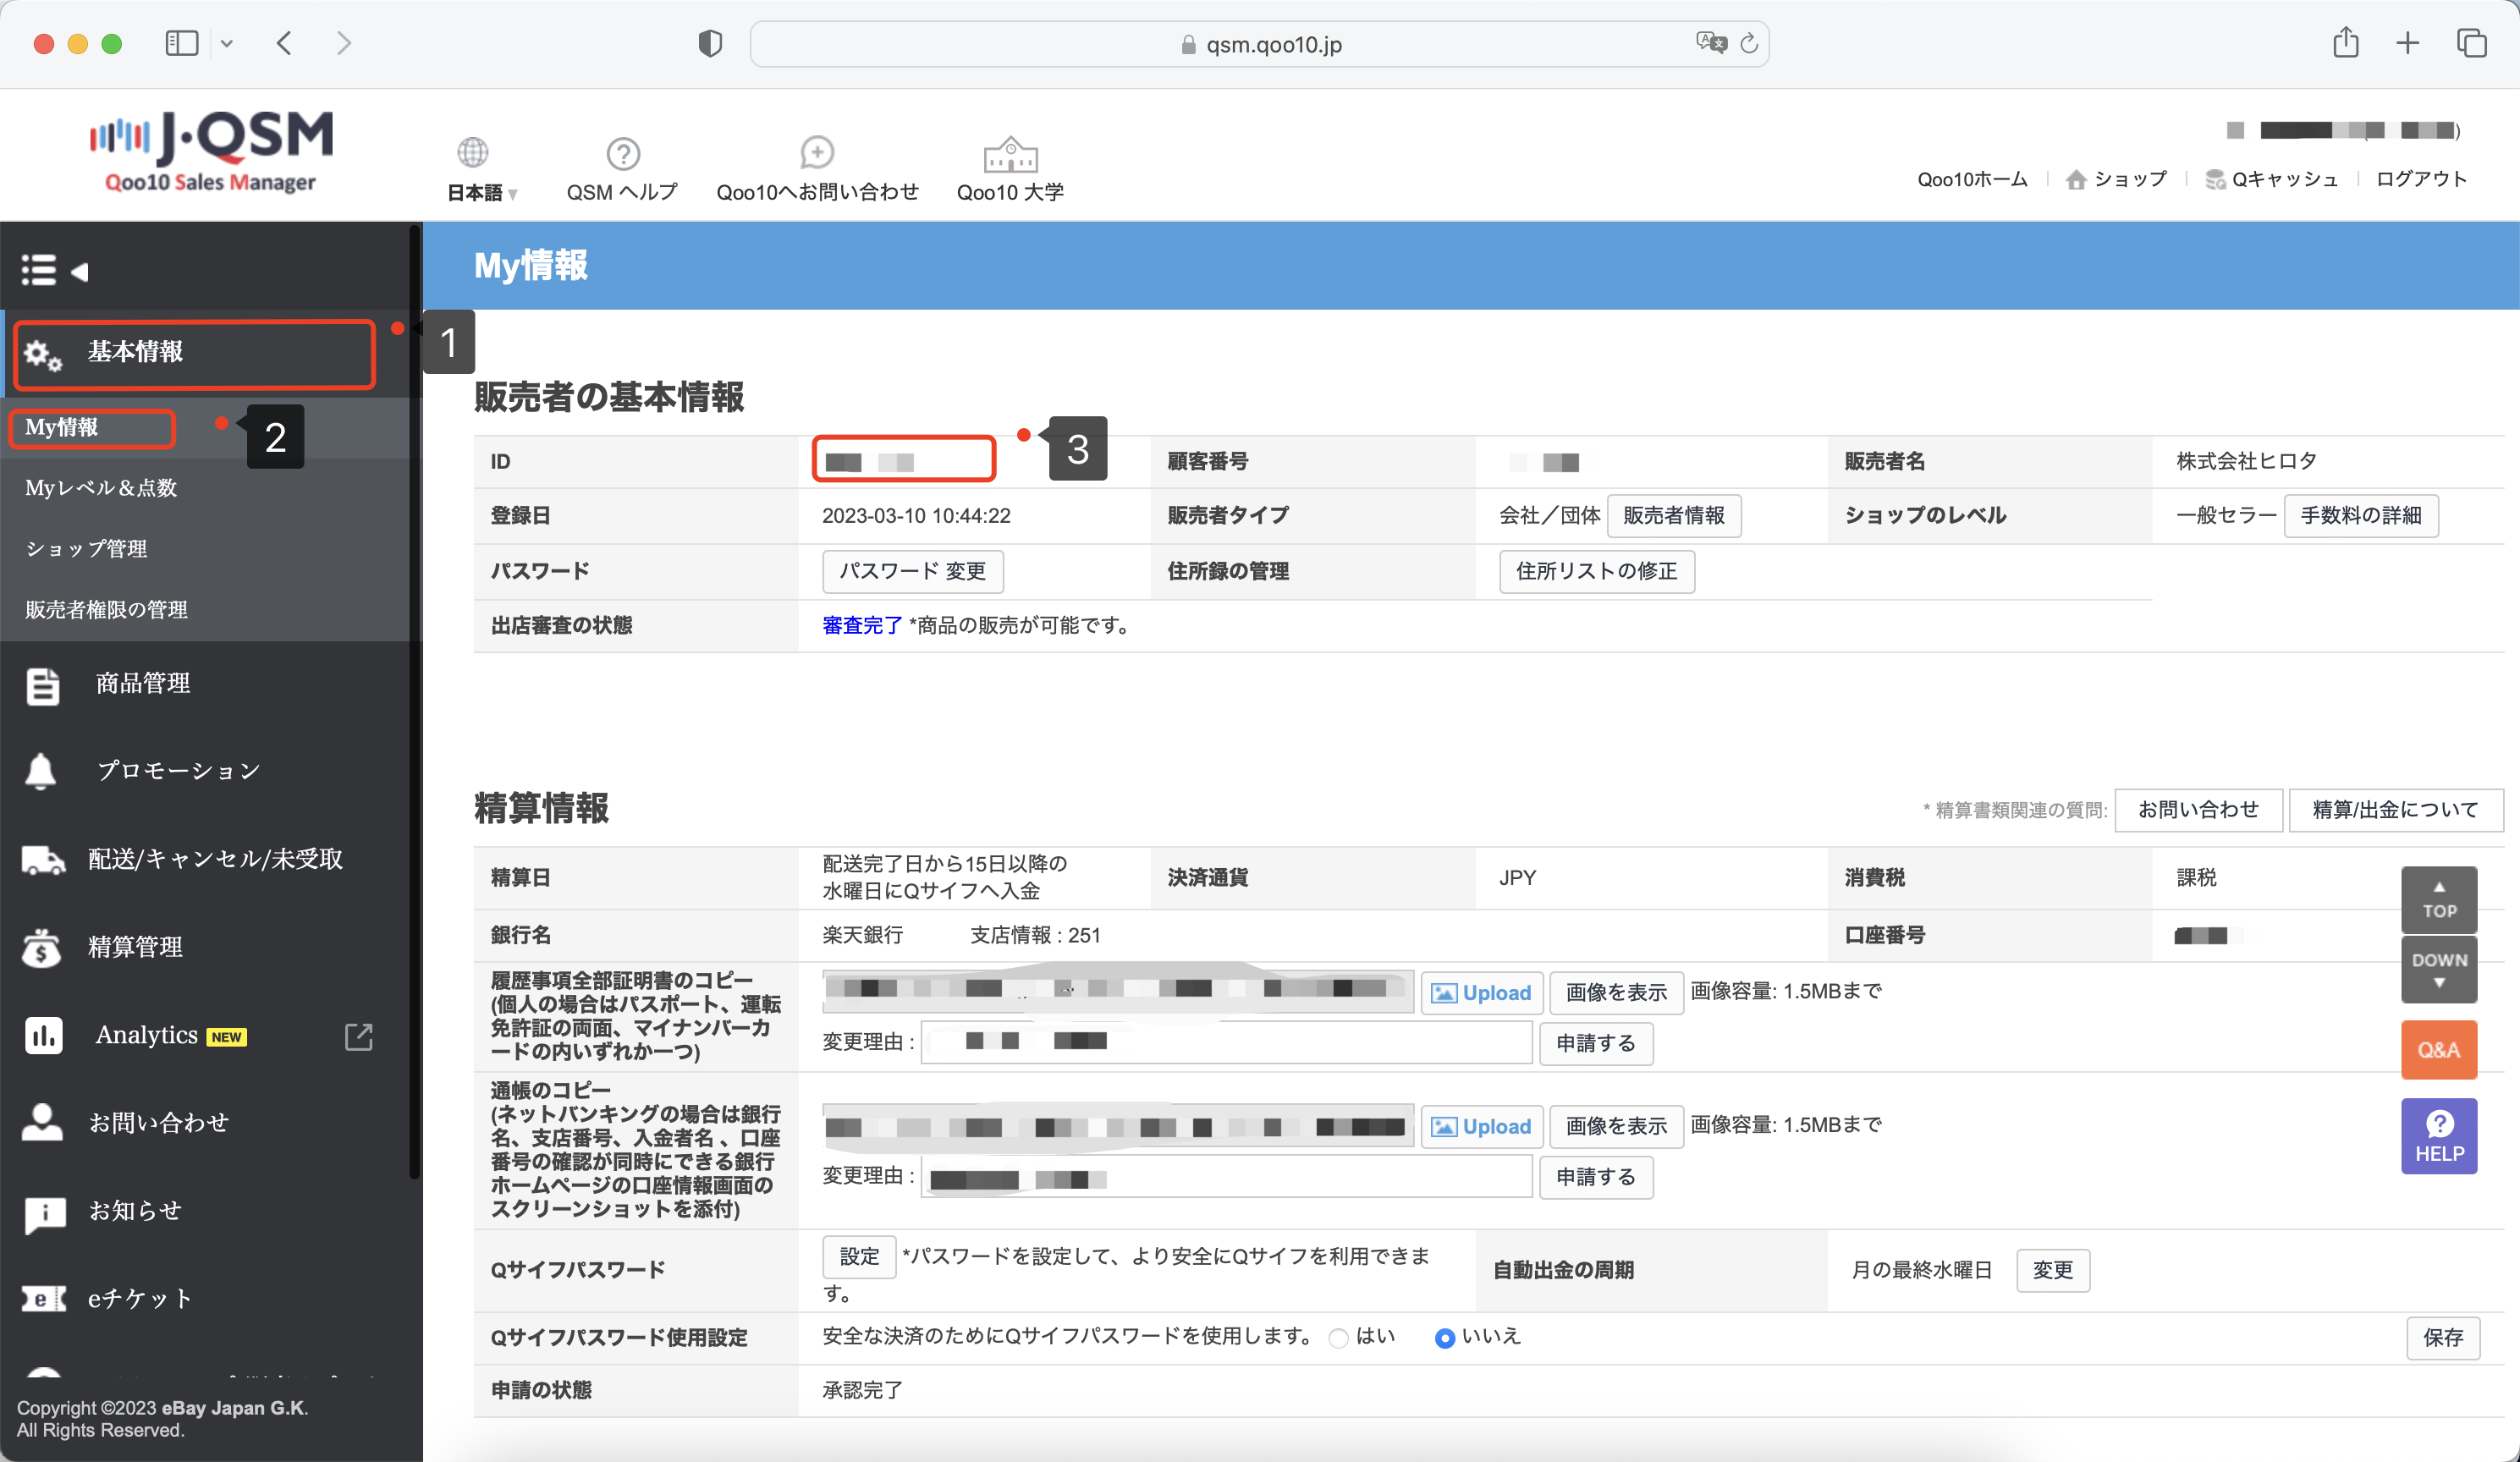 qsm.qoo10.jp
J·QSM
Qoo10 Sales Manager
日本語 ▼
QSM ヘルプ
Qoo10へお問い合わせ
Qoo10 大学
Qoo10ホーム
ショップ
Qキャッシュ
ログアウト
基本情報
1
My情報
2
Myレベル＆点数
ショップ管理
販売者権限の管理
商品管理
プロモーション
配送/キャンセル/未受取
精算管理
Analytics NEW
お問い合わせ
お知らせ
eチケット
Copyright ©2023 eBay Japan G.K.
All Rights Reserved.
My情報
販売者の基本情報
ID
3
顧客番号
販売者名 株式会社ヒロタ
登録日 2023-03-10 10:44:22
販売者タイプ 会社／団体 販売者情報
ショップのレベル 一般セラー 手数料の詳細
パスワード パスワード 変更
住所録の管理 住所リストの修正
出店審査の状態 審査完了 *商品の販売が可能です。
精算情報
* 精算書類関連の質問: お問い合わせ 精算/出金について
精算日
配送完了日から15日以降の
水曜日にQサイフへ入金
決済通貨 JPY
消費税 課税
銀行名 楽天銀行 支店情報 : 251
口座番号
履歴事項全部証明書のコピー
(個人の場合はパスポート、運転
免許証の両面、マイナンバーカ
ードの内いずれか一つ)
Upload 画像を表示 画像容量: 1.5MBまで
変更理由 : 申請する
通帳のコピー
(ネットバンキングの場合は銀行
名、支店番号、入金者名 、口座
番号の確認が同時にできる銀行
ホームページの口座情報画面の
スクリーンショットを添付)
Upload 画像を表示 画像容量: 1.5MBまで
変更理由 : 申請する
Qサイフパスワード
設定 *パスワードを設定して、より安全にQサイフを利用できま
す。
自動出金の周期 月の最終水曜日 変更
Qサイフパスワード使用設定 安全な決済のためにQサイフパスワードを使用します。 はい いいえ 保存
申請の状態 承認完了
▲
TOP
DOWN
▼
Q&A
?
HELP